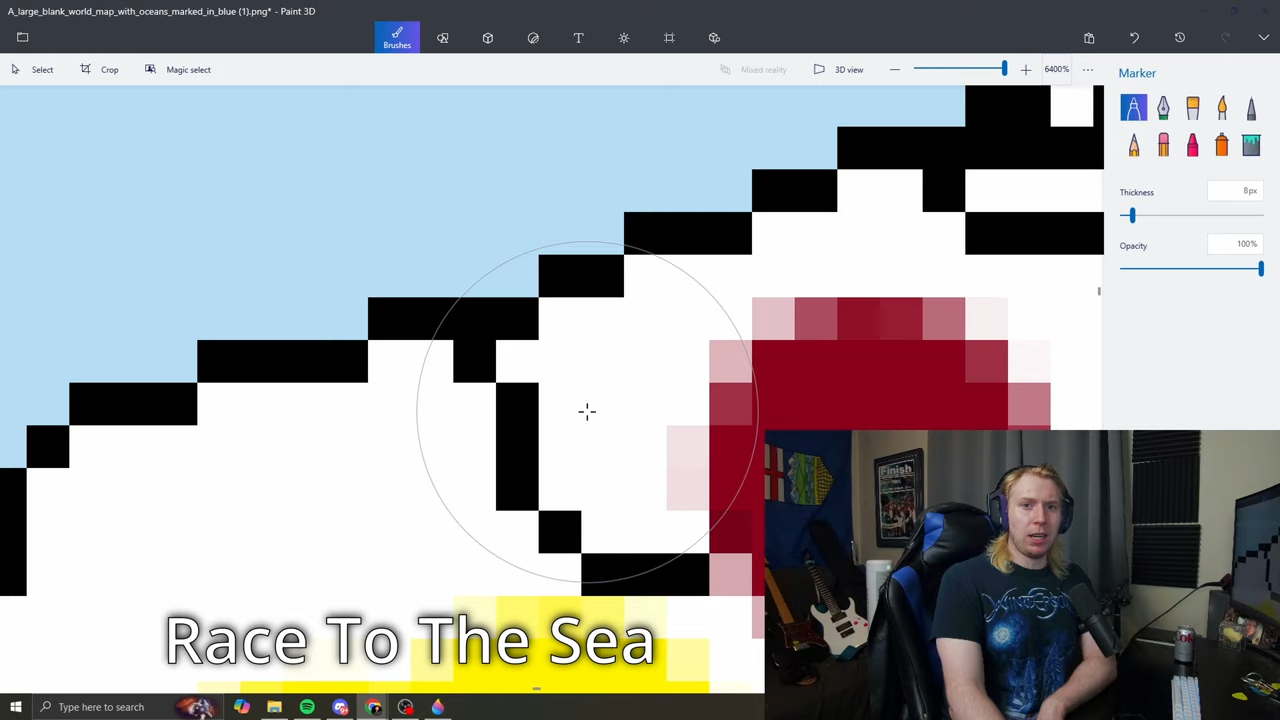 A_large_blank_world_map_with_oceans_marked_in_blue (1).png* - Paint 3D
Brushes
Select
Crop
Magic select
Mixed reality
3D view
6400%
Marker
Thickness
8px
Opacity
100%
Finish
Race To The Sea
Type here to search